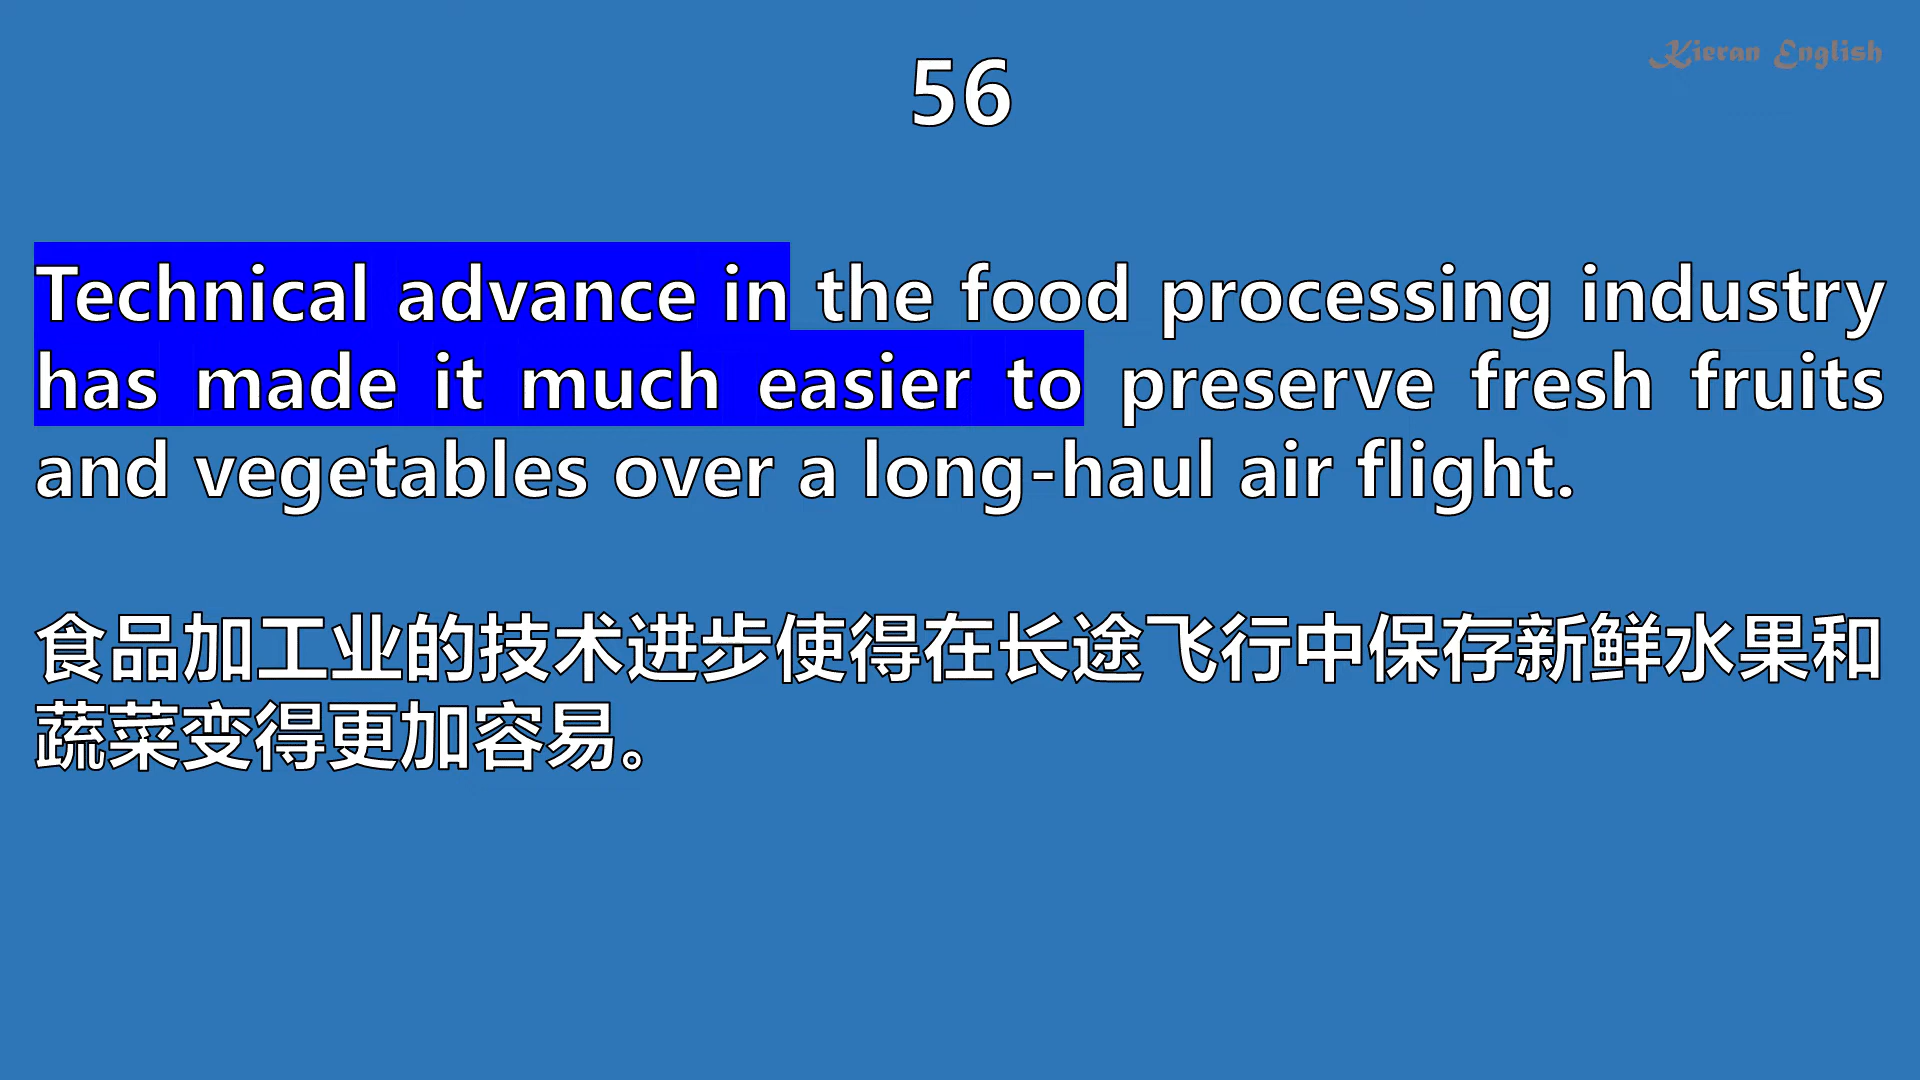 Kieran English
56
Technical advance in the food processing industry
has made it much easier to preserve fresh fruits
and vegetables over a long-haul air flight.
食品加工业的技术进步使得在长途飞行中保存新鲜水果和
蔬菜变得更加容易。